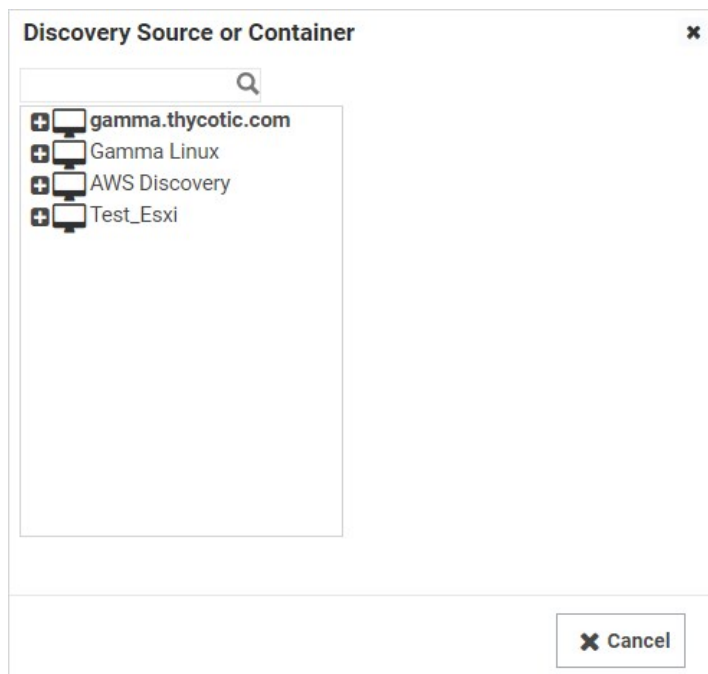 Discovery Source or Container
gamma.thycotic.com
Gamma Linux
AWS Discovery
Test_Esxi
Cancel